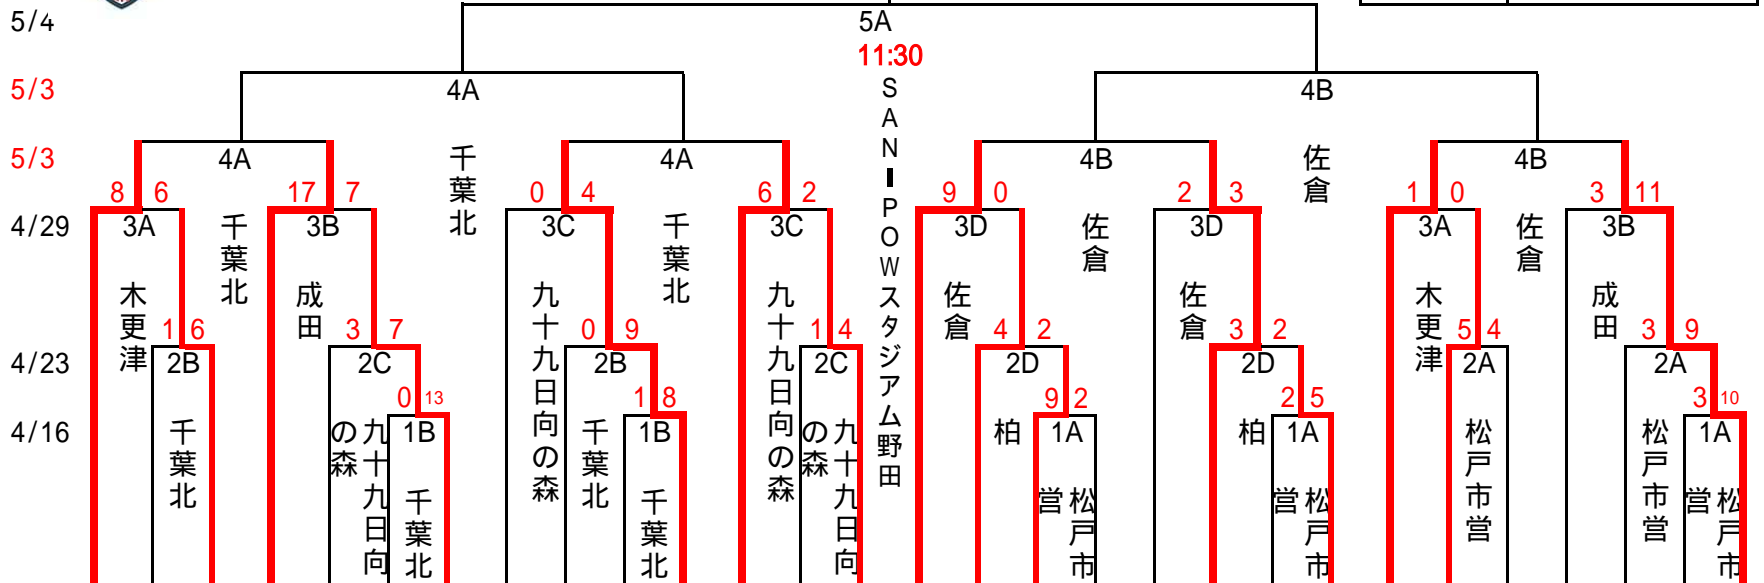 5/4
5A
11:30
SAN-POWスタジアム野田
5/3
4A
4B
5/3
4A
千葉北
4A
4B
佐倉
4B
8 6
17 7
0 4
6 2
9 0
2 3
1 0
3 11
4/29
3A
千葉北
3B
3C
千葉北
3C
3D
佐倉
3D
3A
佐倉
3B
木更津
成田
九十九日向の森
九十九日向の森
佐倉
佐倉
木更津
成田
1 6
3 7
0 9
1 4
4 2
3 2
5 4
3 9
4/23
2B
2C
2B
2C
2D
2D
2A
2A
0 13
1 8
9 2
2 5
3 10
4/16
千葉北
九十九日向の森
1B
千葉北
1B
九十九日向の森
柏
1A
柏
1A
松戸市営
松戸市営
1A
千葉北
千葉北
松戸市営
松戸市営
松戸市営